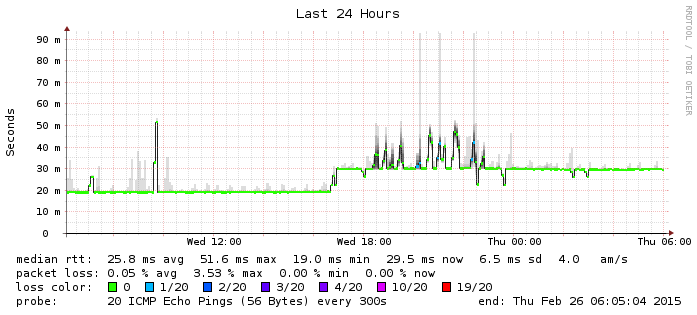 Last 24 Hours
RRDTOOL / TOBI OETIKER
Seconds
90 m
80 m
70 m
60 m
50 m
40 m
30 m
20 m
10 m
0
Wed 12:00 Wed 18:00 Thu 00:00 Thu 06:00
median rtt: 25.8 ms avg 51.6 ms max 19.0 ms min 29.5 ms now 6.5 ms sd 4.0 am/s
packet loss: 0.05 % avg 3.53 % max 0.00 % min 0.00 % now
loss color: 0 1/20 2/20 3/20 4/20 10/20 19/20
probe: 20 ICMP Echo Pings (56 Bytes) every 300s end: Thu Feb 26 06:05:04 2015